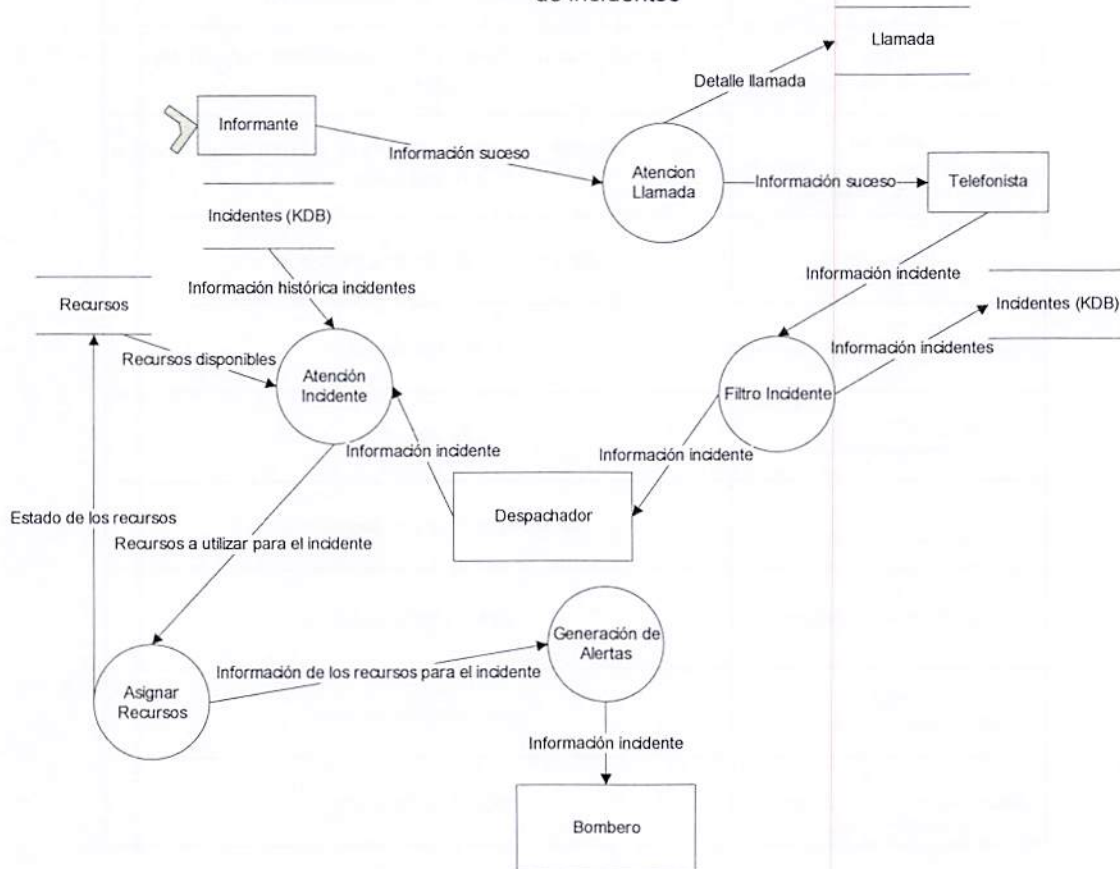 de incidentes
Llamada
Detalle llamada
Informante
Información suceso
Atencion
Llamada
Información suceso
Telefonista
Incidentes (KDB)
Información incidente
Información histórica incidentes
Incidentes (KDB)
Recursos
Recursos disponibles
Atención
Incidente
Información incidentes
Filtro Incidente
Información incidente
Información incidente
Despachador
Estado de los recursos
Recursos a utilizar para el incidente
Generación de
Alertas
Información de los recursos para el incidente
Asignar
Recursos
Información incidente
Bombero